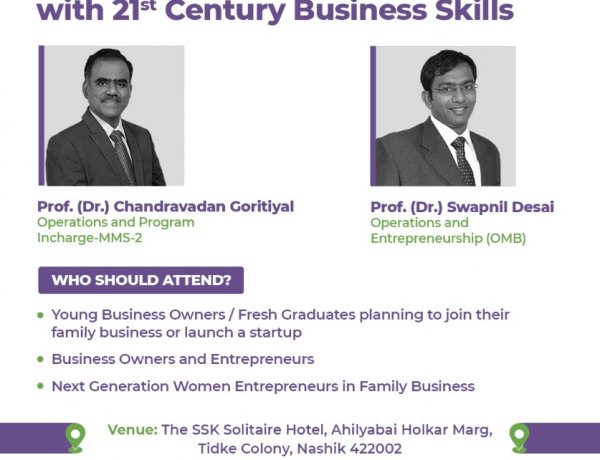 with 21st Century Business Skills
Prof. (Dr.) Chandravadan Goritiyal
Operations and Program
Incharge-MMS-2
Prof. (Dr.) Swapnil Desai
Operations and
Entrepreneurship (OMB)
WHO SHOULD ATTEND?
• Young Business Owners / Fresh Graduates planning to join their
family business or launch a startup
• Business Owners and Entrepreneurs
• Next Generation Women Entrepreneurs in Family Business
Venue: The SSK Solitaire Hotel, Ahilyabai Holkar Marg,
Tidke Colony, Nashik 422002